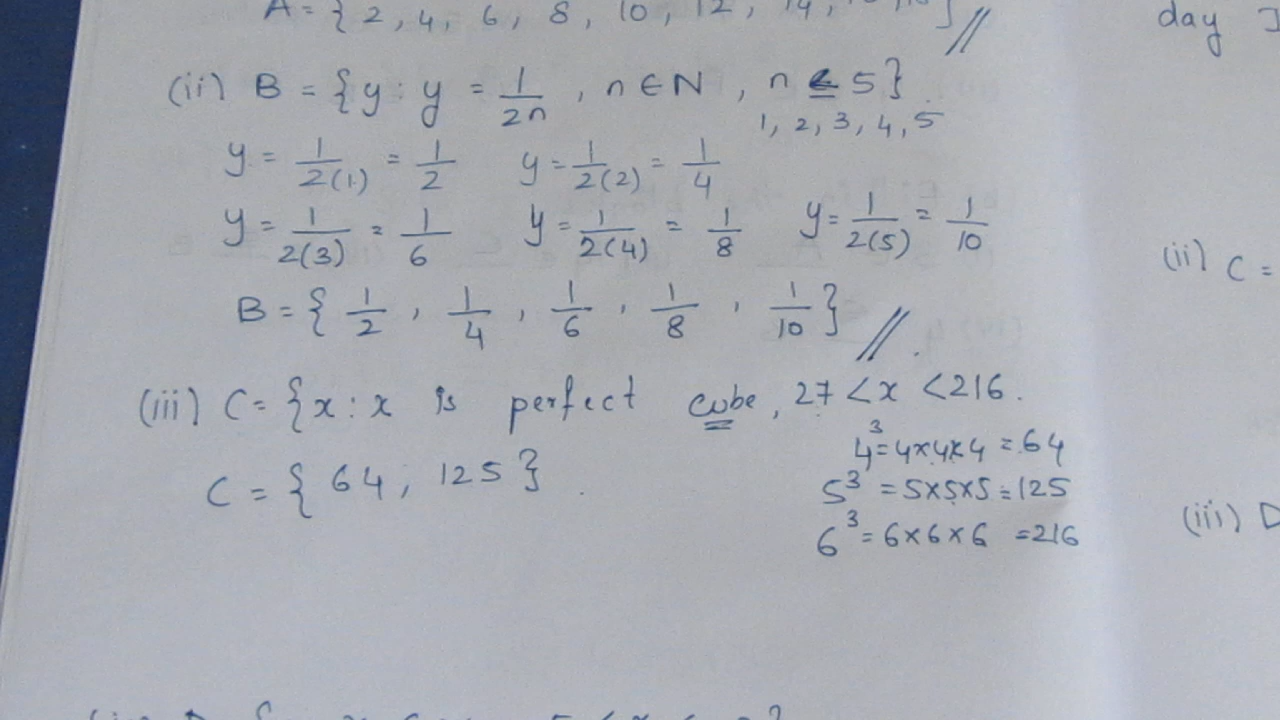 A = { 2, 4, 6, 8, 10, 12, 14,
day
(ii) B = {y : y = 1/2n , n ∈ N , n ≤ 5}
1, 2, 3, 4, 5
y = 1/2(1) = 1/2 y = 1/2(2) = 1/4
y = 1/2(3) = 1/6 y = 1/2(4) = 1/8 y = 1/2(5) = 1/10
(ii) C =
B = { 1/2 , 1/4 , 1/6 , 1/8 , 1/10 } //
(iii) C = {x : x is perfect cube, 27 < x < 216.
4³ = 4×4×4 = 64
C = { 64, 125 }
5³ = 5×5×5 = 125
(iii) D
6³ = 6×6×6 = 216